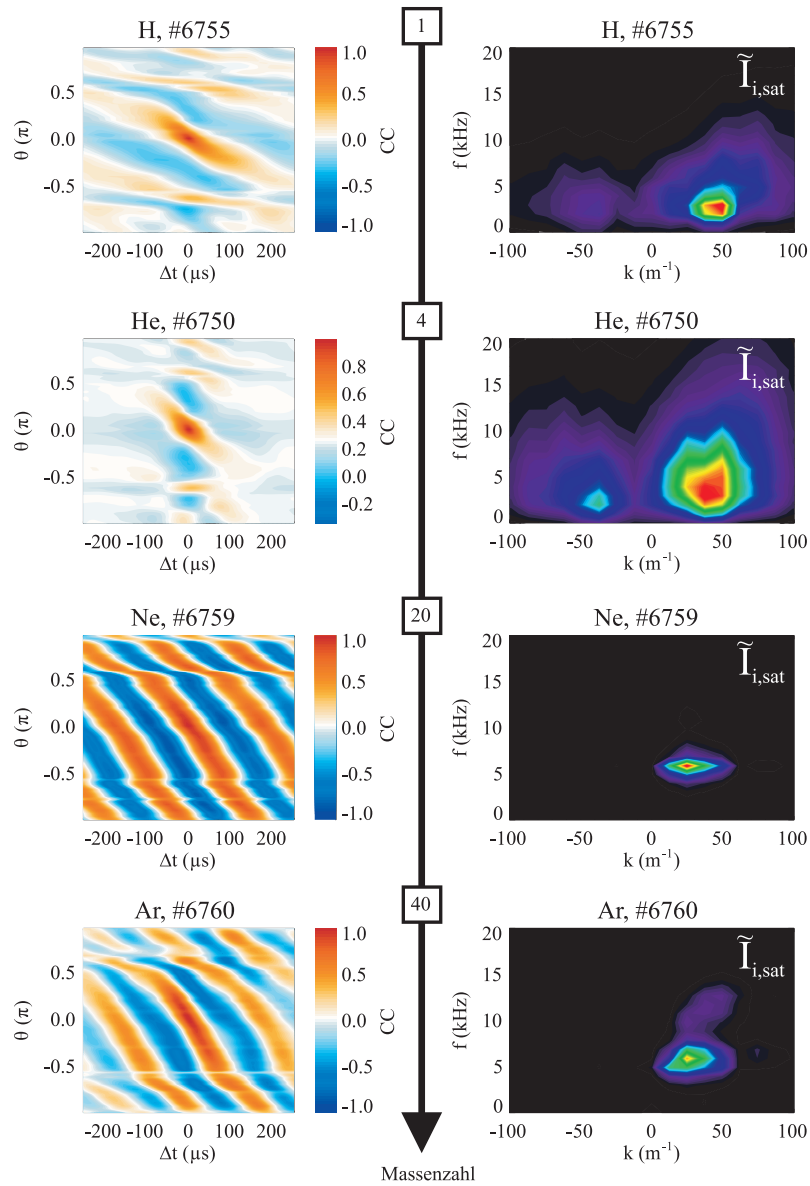 1
H, #6755
0.5
0.0
-0.5
θ (π)
-200 -100 0 100 200
Δt (µs)
1.0
0.5
0.0
-0.5
-1.0
CC
H, #6755
Ĩi,sat
20
15
10
5
0
f (kHz)
-100 -50 0 50 100
k (m⁻¹)
4
He, #6750
0.5
0.0
-0.5
θ (π)
-200 -100 0 100 200
Δt (µs)
0.8
0.6
0.4
0.2
0.0
-0.2
CC
He, #6750
Ĩi,sat
20
15
10
5
0
f (kHz)
-100 -50 0 50 100
k (m⁻¹)
20
Ne, #6759
0.5
0.0
-0.5
θ (π)
-200 -100 0 100 200
Δt (µs)
1.0
0.5
0.0
-0.5
-1.0
CC
Ne, #6759
Ĩi,sat
20
15
10
5
0
f (kHz)
-100 -50 0 50 100
k (m⁻¹)
40
Ar, #6760
0.5
0.0
-0.5
θ (π)
-200 -100 0 100 200
Δt (µs)
1.0
0.5
0.0
-0.5
-1.0
CC
Ar, #6760
Ĩi,sat
20
15
10
5
0
f (kHz)
-100 -50 0 50 100
k (m⁻¹)
Massenzahl